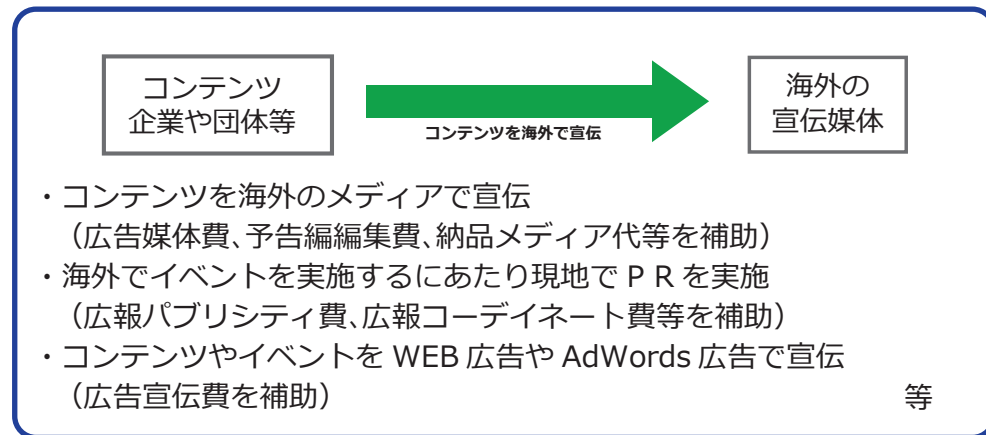 コンテンツ
企業や団体等
コンテンツを海外で宣伝
海外の
宣伝媒体
・コンテンツを海外のメディアで宣伝
（広告媒体費、予告編編集費、納品メディア代等を補助）
・海外でイベントを実施するにあたり現地でＰＲを実施
（広報パブリシティ費、広報コーデイネート費等を補助）
・コンテンツやイベントを WEB 広告や AdWords 広告で宣伝
（広告宣伝費を補助） 等